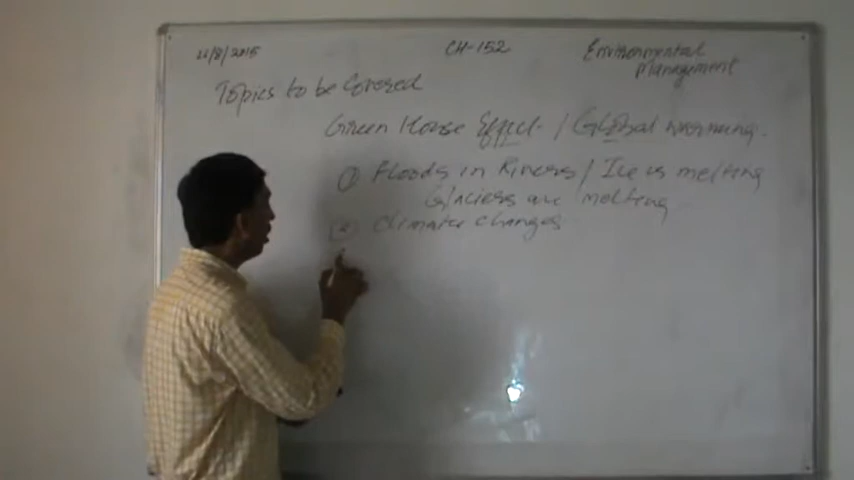 22/8/2015 CH-152 Environmental Management
Topics to be Covered
Green House Effect / Global warming.
(1) Floods in Rivers / Ice is melting
Glaciers are melting
(2) Climate changes